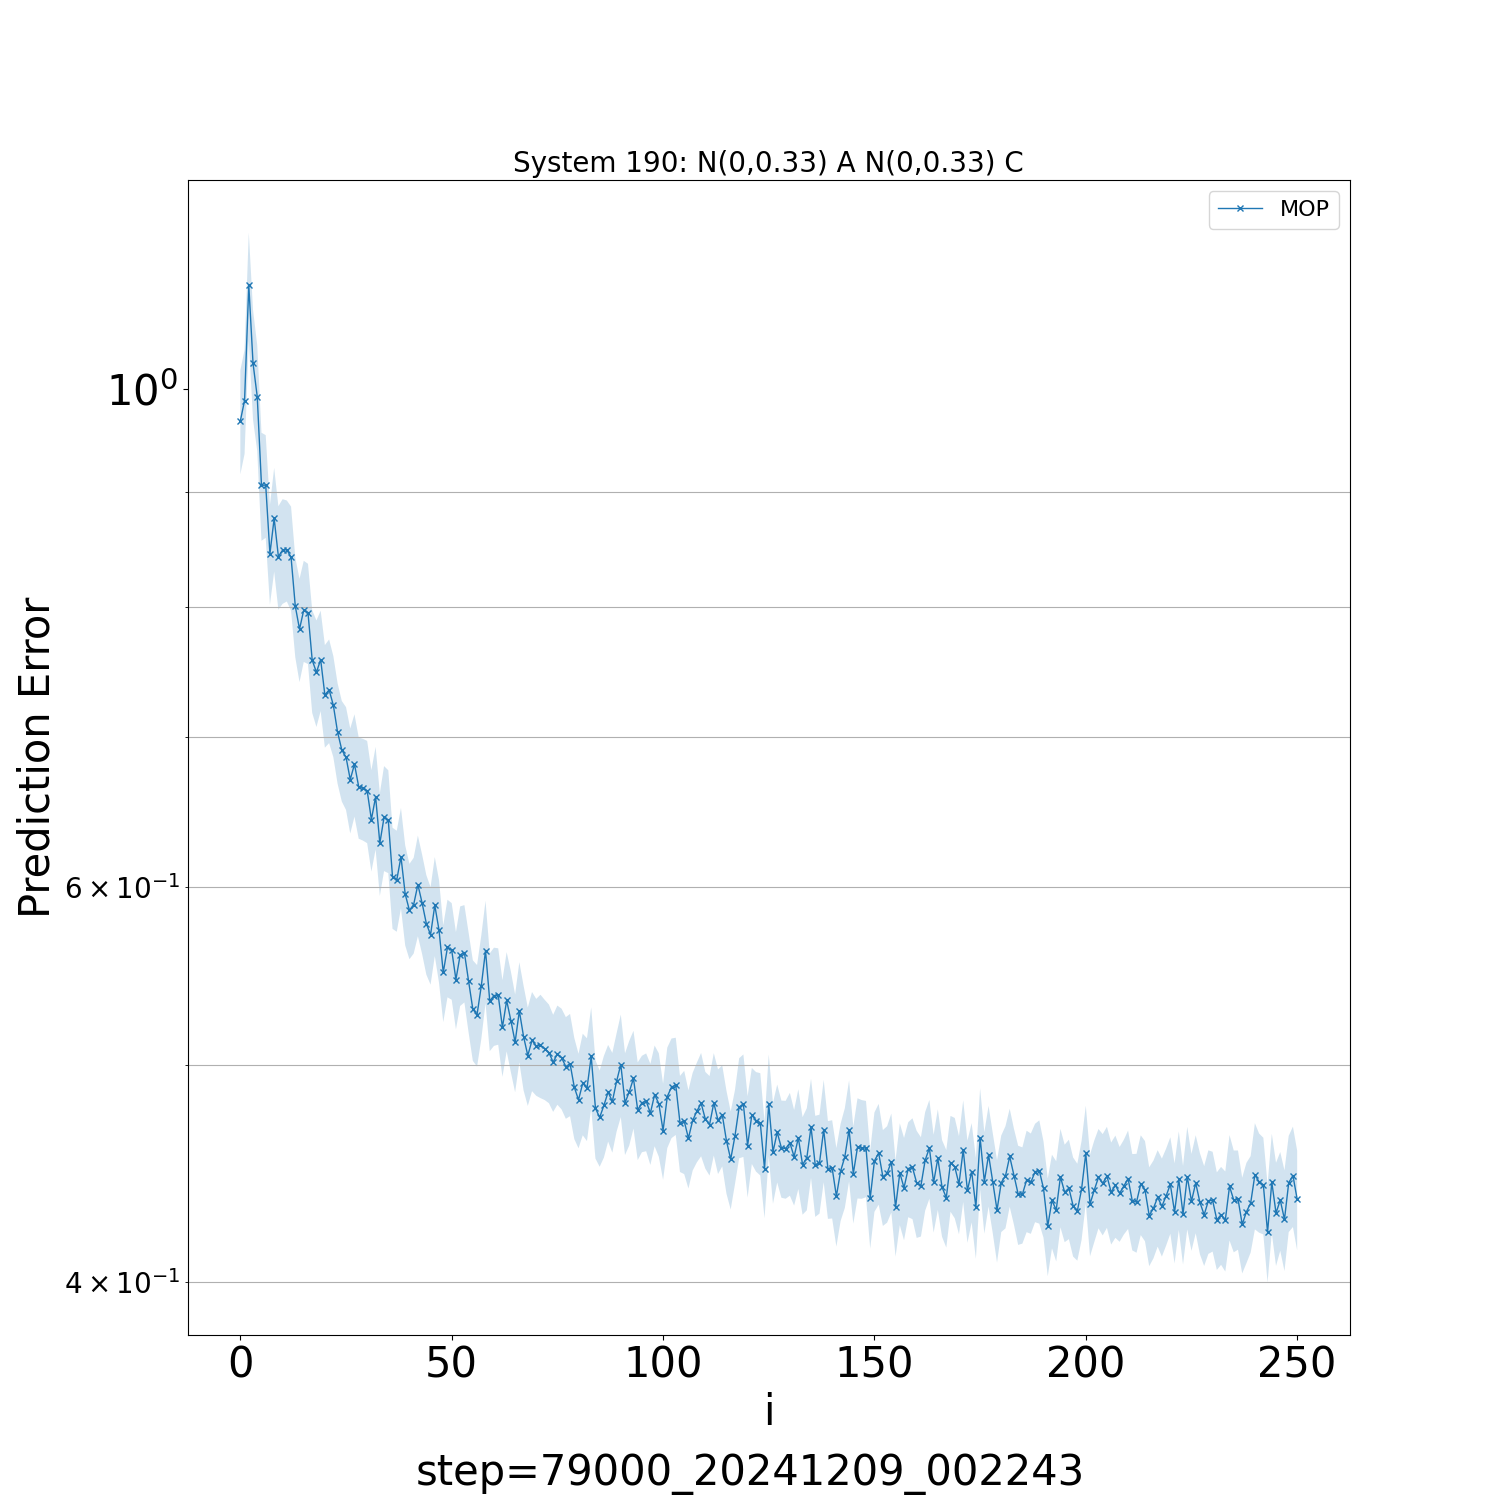 System 190: N(0,0.33) A N(0,0.33) C
MOP
10⁰
6 × 10⁻¹
4 × 10⁻¹
Prediction Error
0 50 100 150 200 250
i
step=79000_20241209_002243